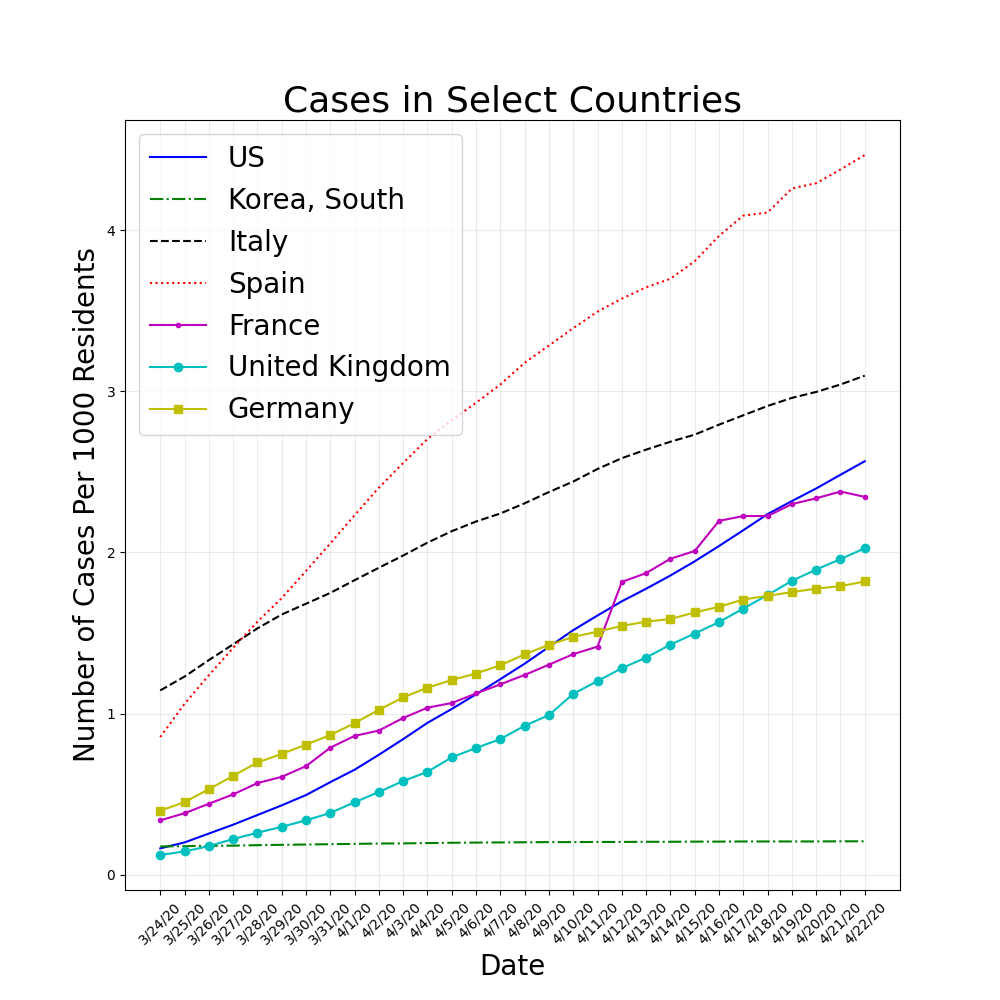 Cases in Select Countries
US
Korea, South
Italy
Spain
France
United Kingdom
Germany
Number of Cases Per 1000 Residents
4
3
2
1
0
3/24/20 3/25/20 3/26/20 3/27/20 3/28/20 3/29/20 3/30/20 3/31/20 4/1/20 4/2/20 4/3/20 4/4/20 4/5/20 4/6/20 4/7/20 4/8/20 4/9/20 4/10/20 4/11/20 4/12/20 4/13/20 4/14/20 4/15/20 4/16/20 4/17/20 4/18/20 4/19/20 4/20/20 4/21/20 4/22/20
Date